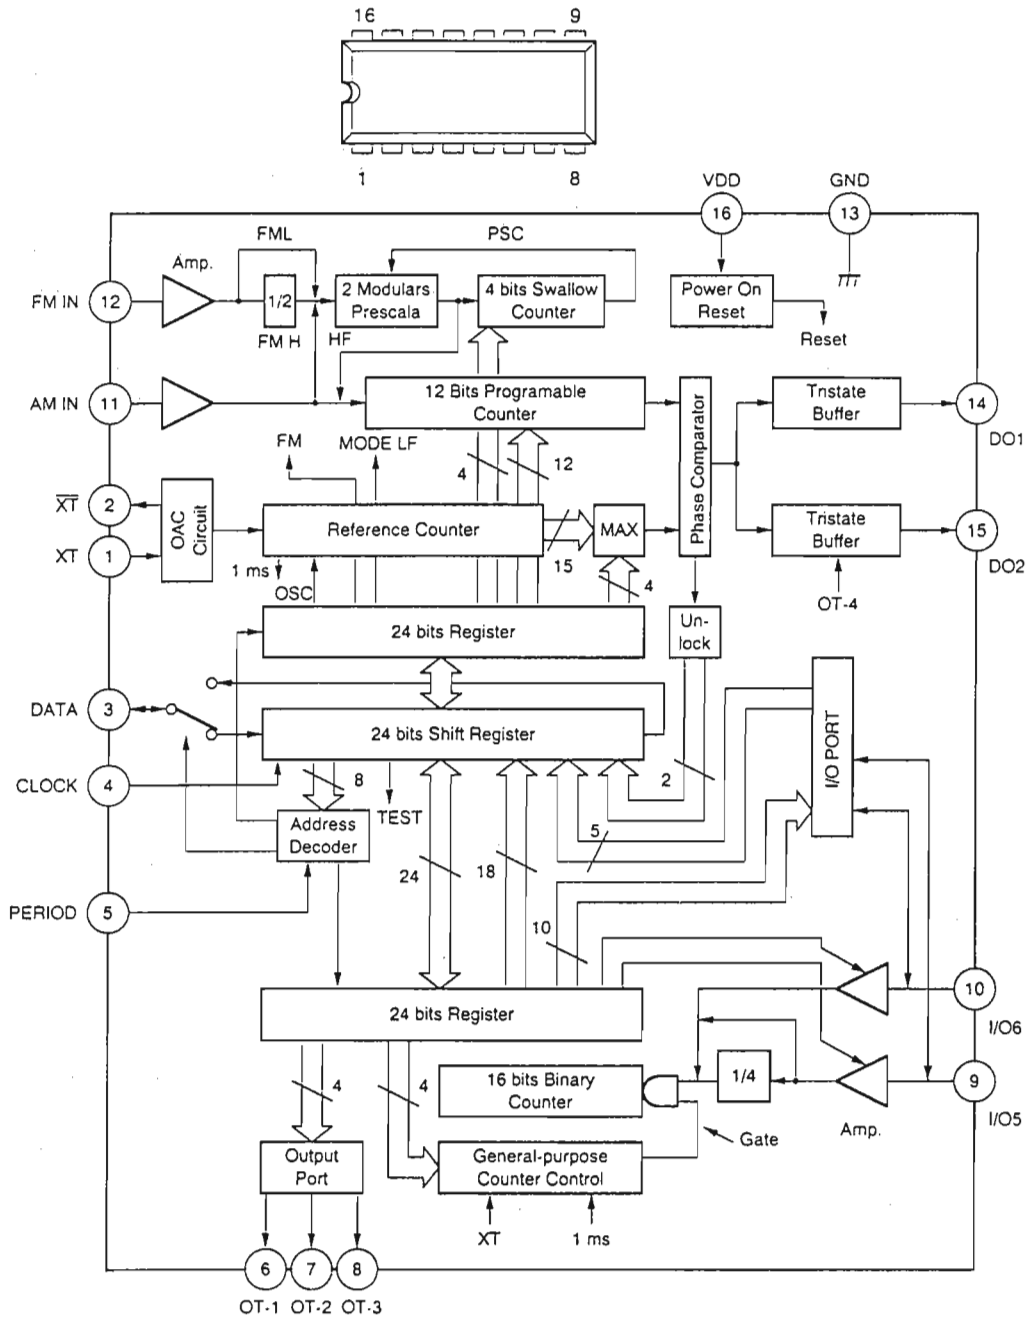 16 9
1 8
VDD GND
16 13
FML PSC
Amp.
FM IN 12 1/2 2 Modulars Prescala 4 bits Swallow Counter Power On Reset
FM H HF Reset
AM IN 11 12 Bits Programable Counter Phase Comparator Tristate Buffer 14
DO1
FM MODE LF 4 12
XT 2 OAC Circuit Reference Counter MAX Tristate Buffer 15
XT 1 15 DO2
1 ms OSC 4 OT-4
24 bits Register Un-
lock
DATA 3 24 bits Shift Register I/O PORT
CLOCK 4 8 2
TEST
Address
Decoder 5
24 18
PERIOD 5 10
24 bits Register 10
I/O6
4 4 16 bits Binary
Counter 1/4 9
I/O5
Amp.
Gate
Output
Port General-purpose
Counter Control
XT 1 ms
6 7 8
OT-1 OT-2 OT-3